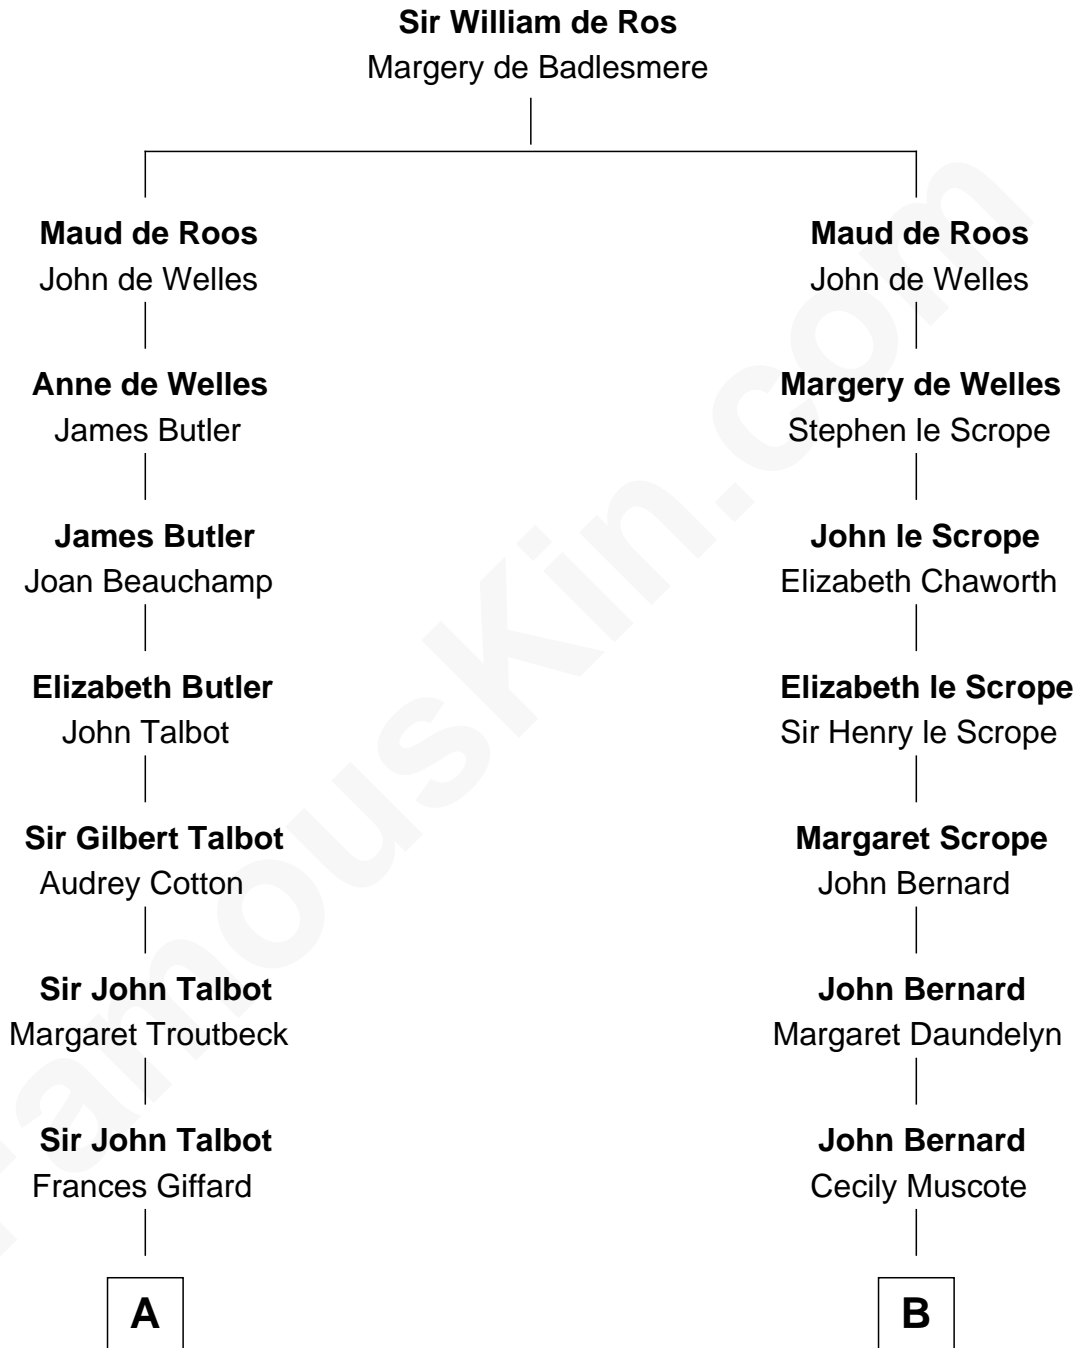 Sir William de Ros
Margery de Badlesmere
Maud de Roos
John de Welles
Anne de Welles
James Butler
James Butler
Joan Beauchamp
Elizabeth Butler
John Talbot
Sir Gilbert Talbot
Audrey Cotton
Sir John Talbot
Margaret Troutbeck
Sir John Talbot
Frances Giffard
A
Maud de Roos
John de Welles
Margery de Welles
Stephen le Scrope
John le Scrope
Elizabeth Chaworth
Elizabeth le Scrope
Sir Henry le Scrope
Margaret Scrope
John Bernard
John Bernard
Margaret Daundelyn
John Bernard
Cecily Muscote
B
FamousKin.com